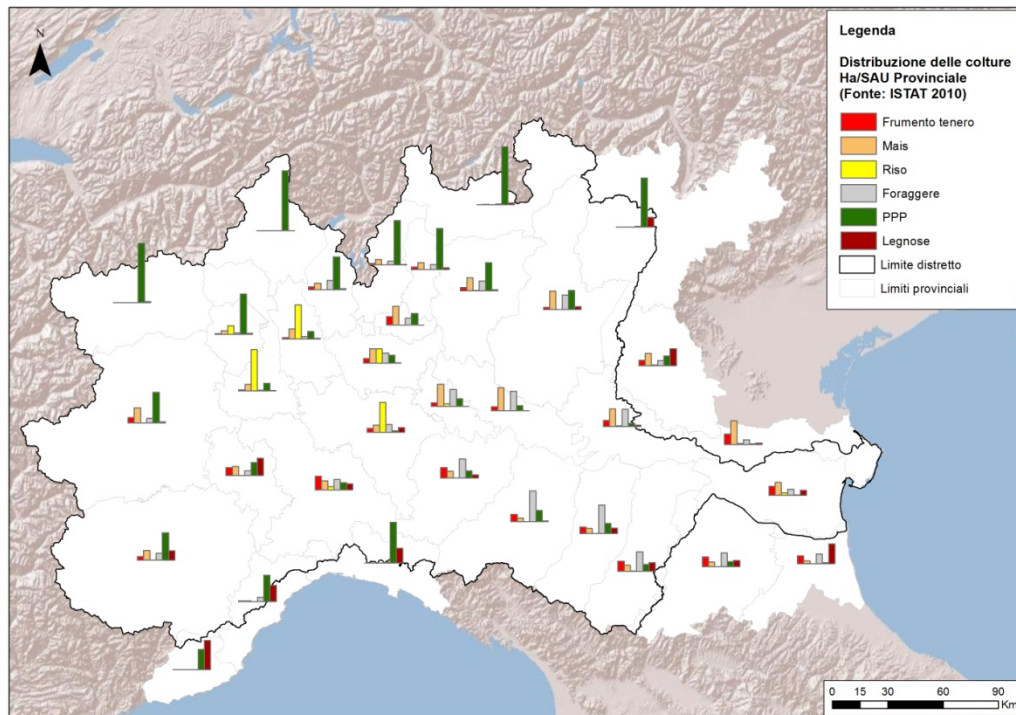 N
Legenda
Distribuzione delle colture
Ha/SAU Provinciale
(Fonte: ISTAT 2010)
Frumento tenero
Mais
Riso
Foraggere
PPP
Legnose
Limite distretto
Limiti provinciali
0 15 30 60 90
Km